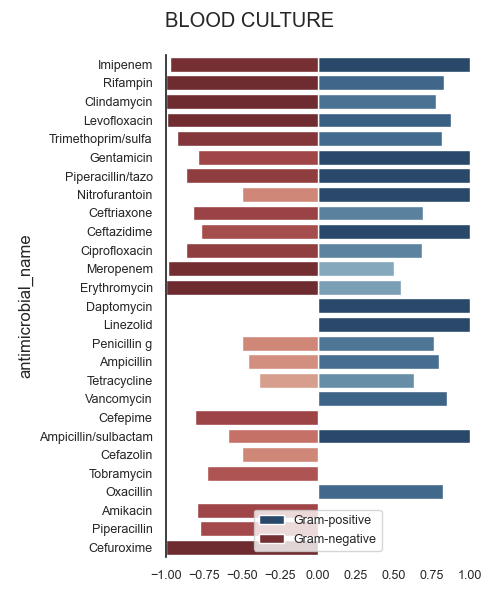 BLOOD CULTURE
antimicrobial_name
Imipenem
Rifampin
Clindamycin
Levofloxacin
Trimethoprim/sulfa
Gentamicin
Piperacillin/tazo
Nitrofurantoin
Ceftriaxone
Ceftazidime
Ciprofloxacin
Meropenem
Erythromycin
Daptomycin
Linezolid
Penicillin g
Ampicillin
Tetracycline
Vancomycin
Cefepime
Ampicillin/sulbactam
Cefazolin
Tobramycin
Oxacillin
Amikacin
Piperacillin
Cefuroxime
Gram-positive
Gram-negative
−1.00 −0.75 −0.50 −0.25 0.00 0.25 0.50 0.75 1.00